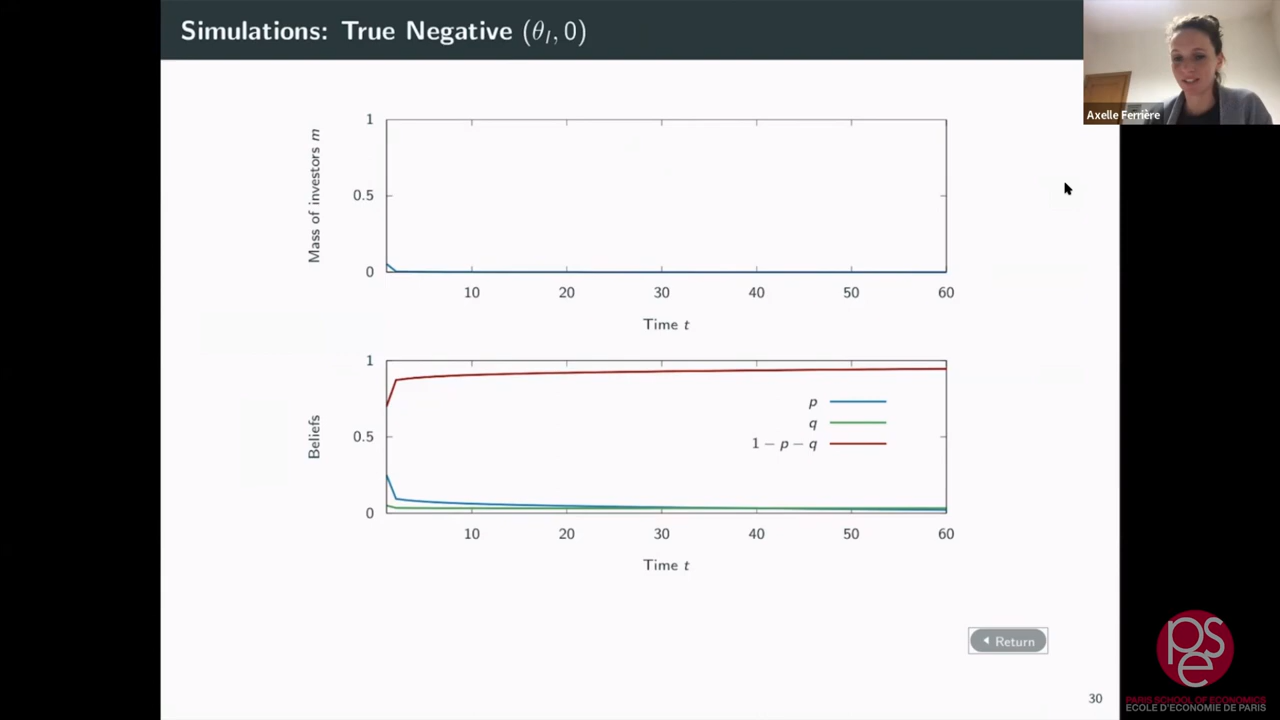 Simulations: True Negative (θ_l, 0)
Axelle Ferrière
Mass of investors m
1
0.5
0
10 20 30 40 50 60
Time t
Beliefs
1
0.5
0
p
q
1 − p − q
10 20 30 40 50 60
Time t
Return
30
pse
PARIS SCHOOL OF ECONOMICS
ECOLE D'ECONOMIE DE PARIS